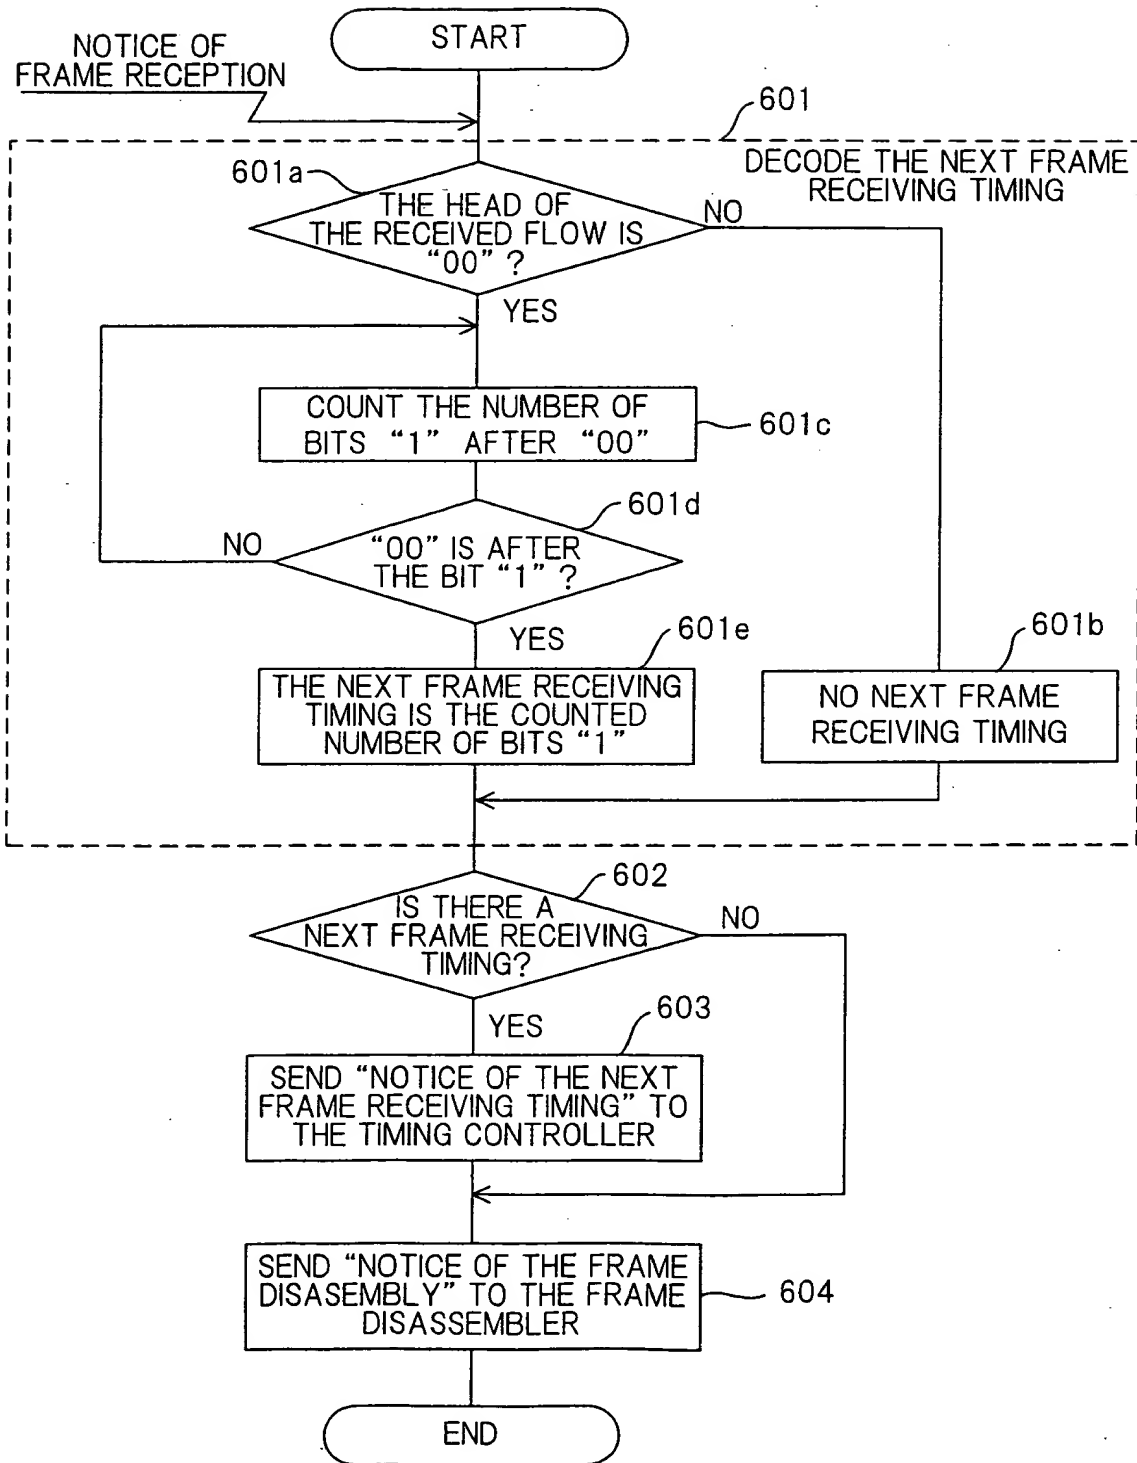 START
NOTICE OF
FRAME RECEPTION
601
DECODE THE NEXT FRAME
RECEIVING TIMING
601a
THE HEAD OF
THE RECEIVED FLOW IS
“00” ?
NO
YES
COUNT THE NUMBER OF
BITS “1” AFTER “00”
601c
601d
“00” IS AFTER
THE BIT “1” ?
NO
YES
601e
THE NEXT FRAME RECEIVING
TIMING IS THE COUNTED
NUMBER OF BITS “1”
601b
NO NEXT FRAME
RECEIVING TIMING
602
IS THERE A
NEXT FRAME RECEIVING
TIMING?
NO
YES
603
SEND “NOTICE OF THE NEXT
FRAME RECEIVING TIMING” TO
THE TIMING CONTROLLER
SEND “NOTICE OF THE FRAME
DISASEMBLY” TO THE FRAME
DISASSEMBLER
604
END